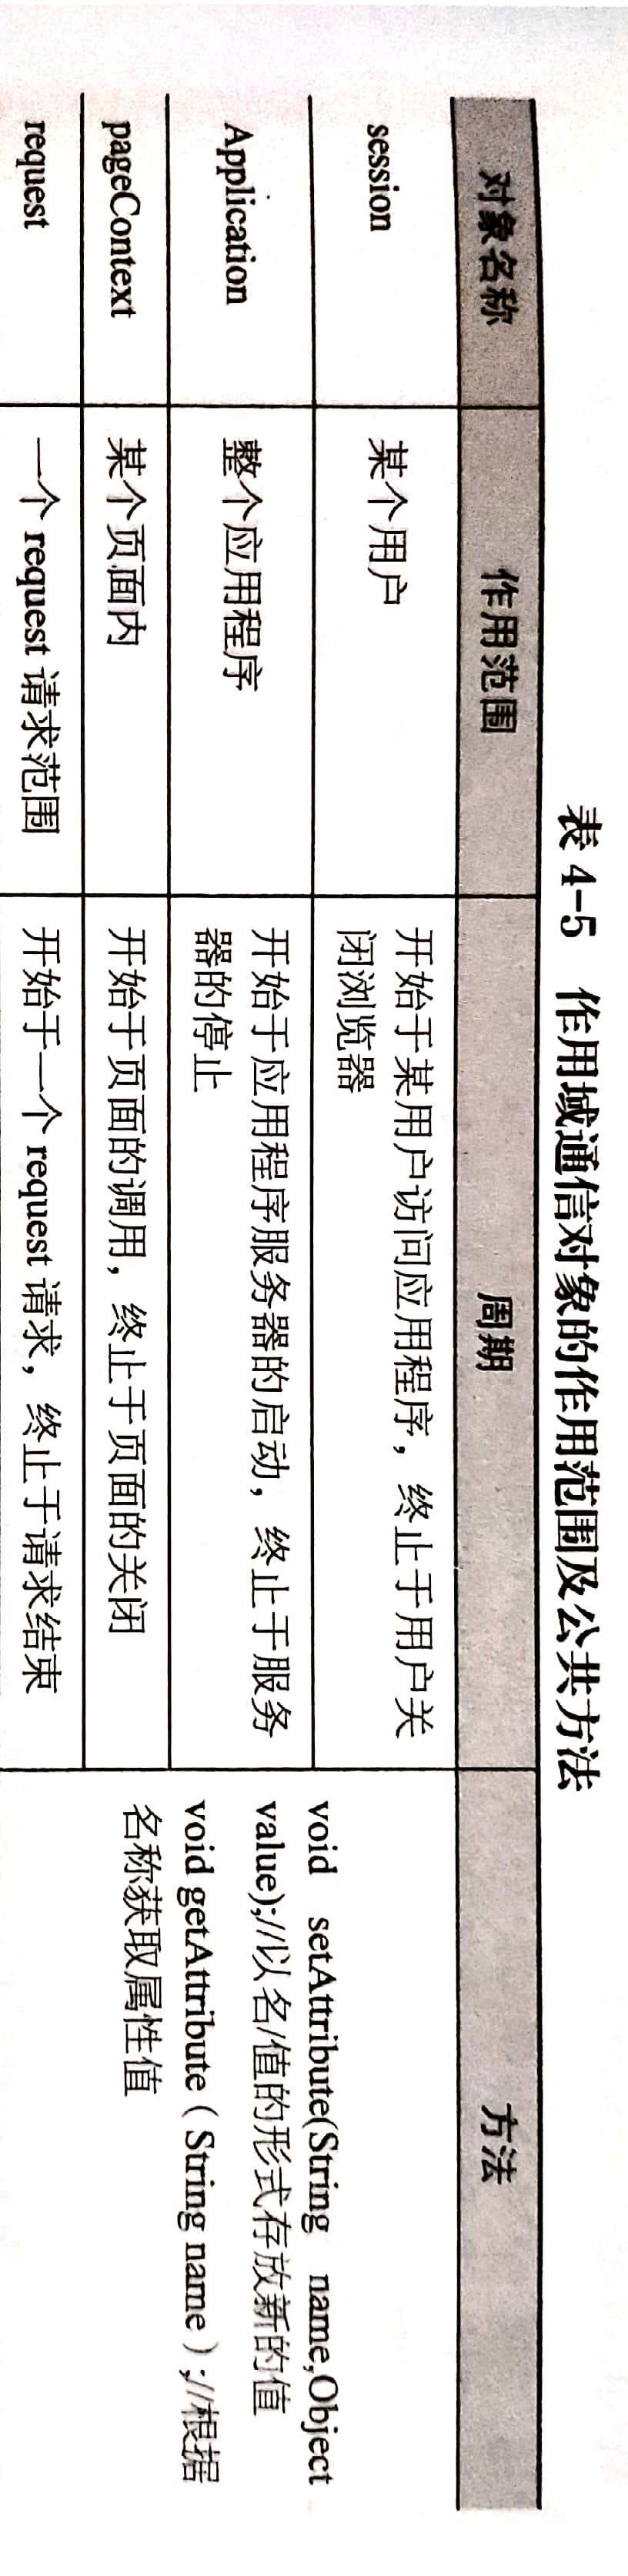 表 4-5 作用域通信对象的作用范围及公共方法
对象名称 作用范围 周期 方法
session 某个用户 开始于某用户访问应用程序，终止于用户关
闭浏览器
Application 整个应用程序 开始于应用程序服务器的启动，终止于服务
器的停止
pageContext 某个页面内 开始于页面的调用，终止于页面的关闭
request 一个 request 请求范围 开始于一个 request 请求，终止于请求结束
void setAttribute(String name,Object
value);//以名/值的形式存放新的值
void getAttribute（String name）;//根据
名称获取属性值